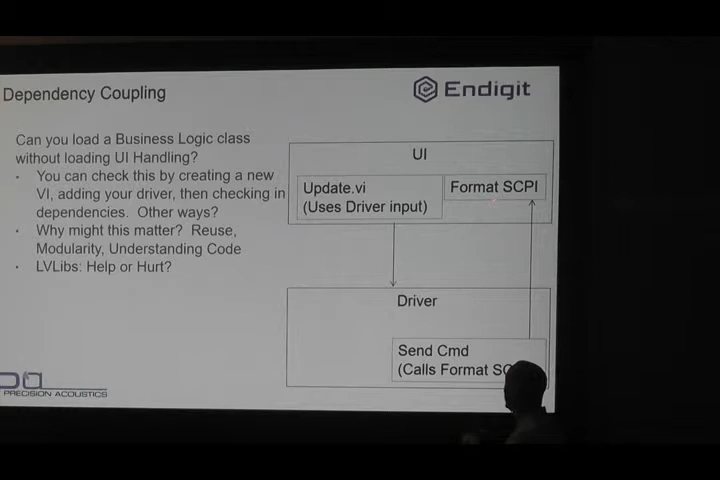 Dependency Coupling
Endigit
Can you load a Business Logic class
without loading UI Handling?
• You can check this by creating a new
VI, adding your driver, then checking in
dependencies. Other ways?
• Why might this matter? Reuse,
Modularity, Understanding Code
• LVLibs: Help or Hurt?
UI
Update.vi
(Uses Driver input)
Format SCPI
Driver
Send Cmd
(Calls Format SC
PRECISION ACOUSTICS